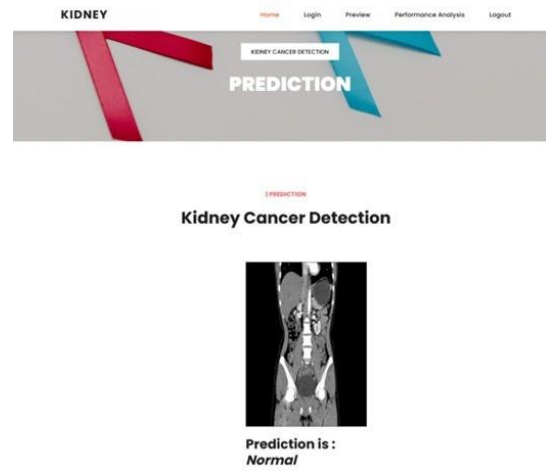 KIDNEY
Home Login Preview Performance Analysis Logout
KIDNEY CANCER DETECTION
PREDICTION
| PREDICTION
Kidney Cancer Detection
Prediction is :
Normal